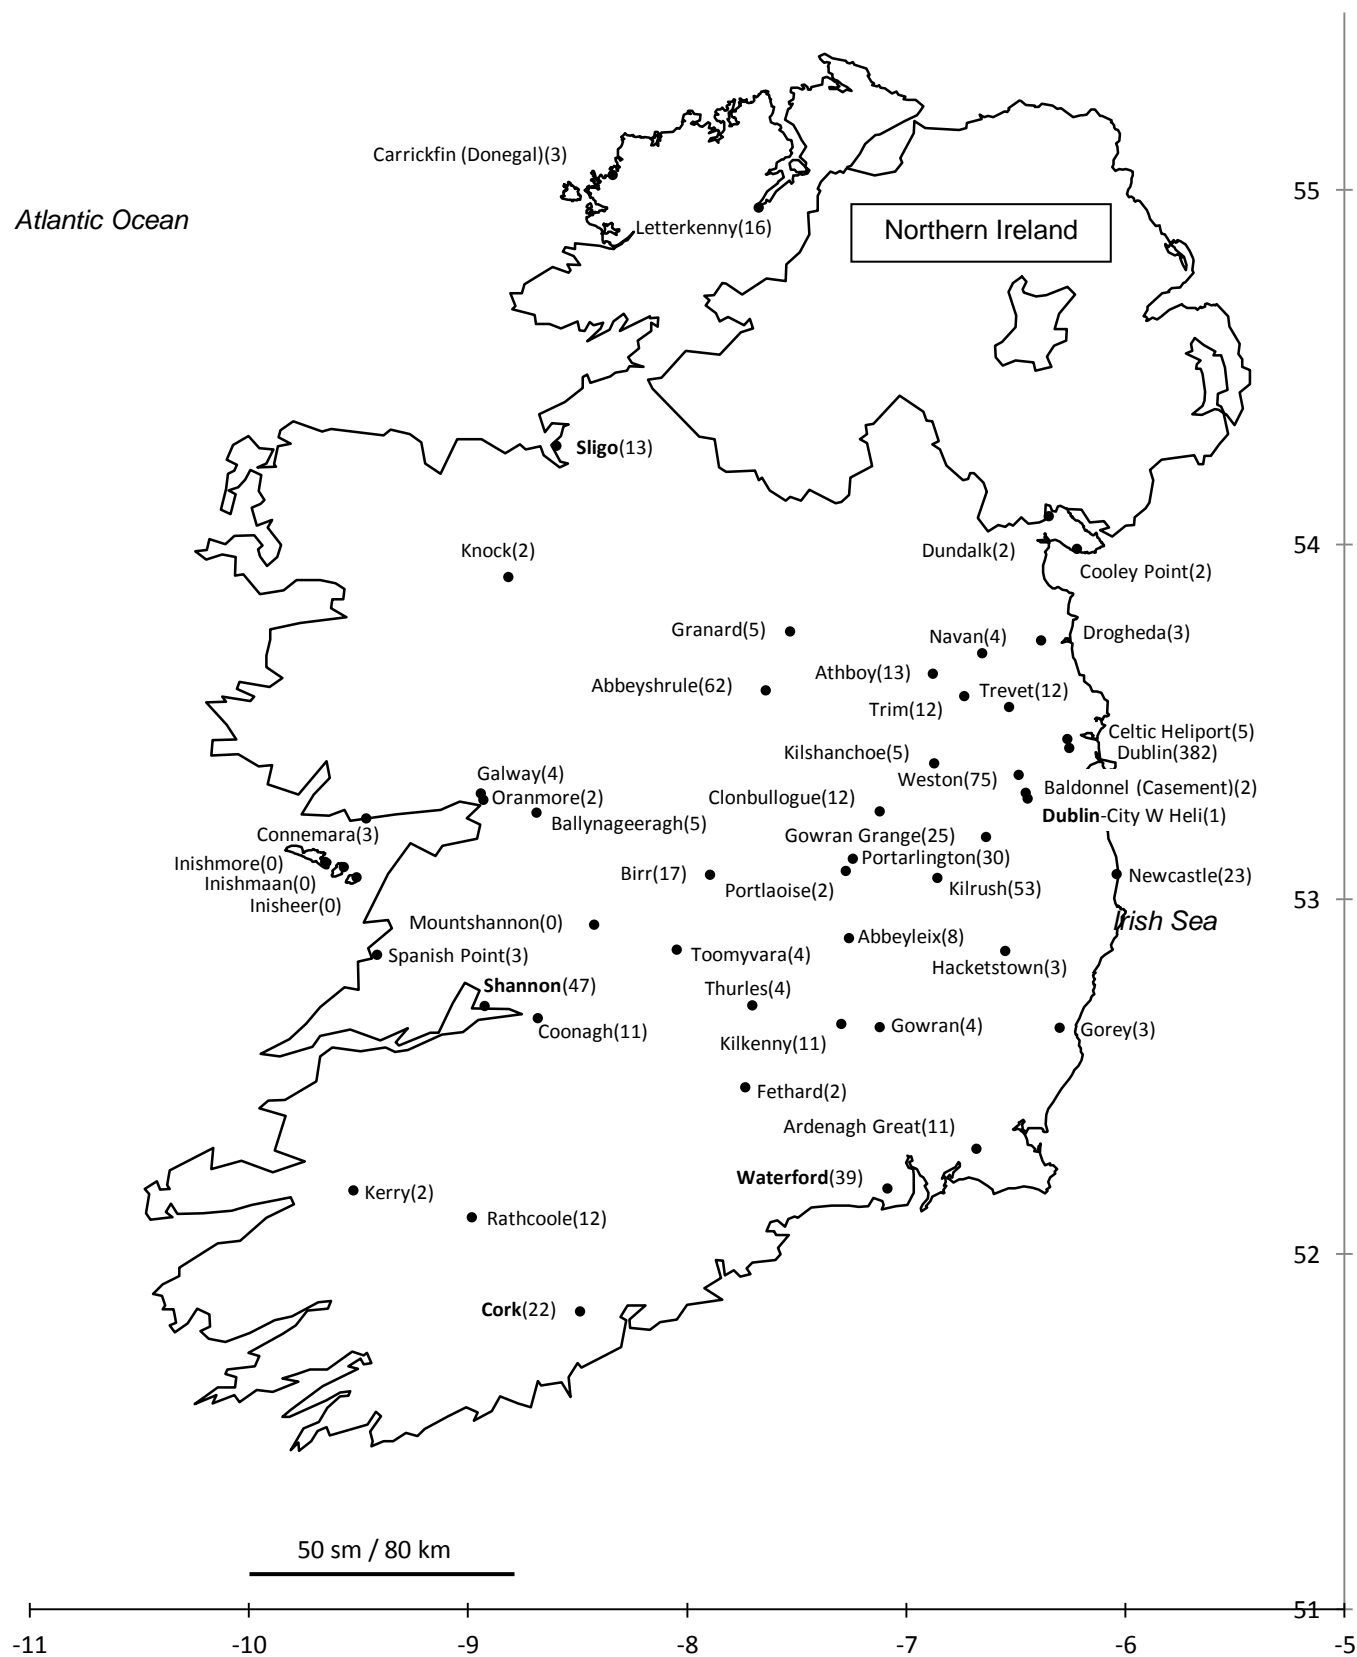 Carrickfin (Donegal)(3)
55
Atlantic Ocean
Letterkenny(16)
Northern Ireland
Sligo(13)
Knock(2)
Dundalk(2)
54
Cooley Point(2)
Granard(5)
Navan(4)
Drogheda(3)
Athboy(13)
Abbeyshrule(62)
Trevet(12)
Trim(12)
Celtic Heliport(5)
Kilshanchoe(5)
Dublin(382)
Galway(4)
Weston(75)
Baldonnel (Casement)(2)
Oranmore(2)
Clonbullogue(12)
Dublin-City W Heli(1)
Ballynageeragh(5)
Connemara(3)
Gowran Grange(25)
Portarlington(30)
Inishmore(0)
Birr(17)
Newcastle(23)
Inishmaan(0)
Portlaoise(2)
Kilrush(53)
53
Inisheer(0)
Mountshannon(0)
Irish Sea
Abbeyleix(8)
Spanish Point(3)
Toomyvara(4)
Hacketstown(3)
Shannon(47)
Thurles(4)
Coonagh(11)
Gowran(4)
Gorey(3)
Kilkenny(11)
Fethard(2)
Ardenagh Great(11)
Waterford(39)
Kerry(2)
Rathcoole(12)
52
Cork(22)
50 sm / 80 km
51
-11 -10 -9 -8 -7 -6 -5